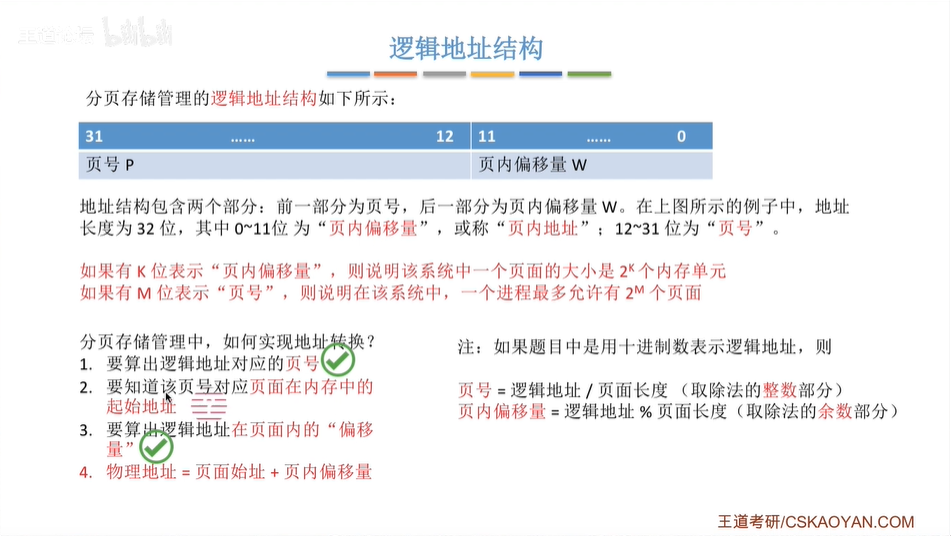 王道考研 bilibili
逻辑地址结构
分页存储管理的逻辑地址结构如下所示：
31 …… 12 11 …… 0
页号 P 页内偏移量 W
地址结构包含两个部分：前一部分为页号，后一部分为页内偏移量 W。在上图所示的例子中，地址
长度为 32 位，其中 0~11位 为“页内偏移量”，或称“页内地址”；12~31 位为“页号”。
如果有 K 位表示“页内偏移量”，则说明该系统中一个页面的大小是 2ᴷ 个内存单元
如果有 M 位表示“页号”，则说明在该系统中，一个进程最多允许有 2ᴹ 个页面
分页存储管理中，如何实现地址转换？
1. 要算出逻辑地址对应的页号
2. 要知道该页号对应页面在内存中的
起始地址
3. 要算出逻辑地址在页面内的“偏移
量”
4. 物理地址 = 页面始址 + 页内偏移量
注：如果题目中是用十进制数表示逻辑地址，则
页号 = 逻辑地址 / 页面长度 （取除法的整数部分）
页内偏移量 = 逻辑地址 % 页面长度（取除法的余数部分）
王道考研/CSKAOYAN.COM